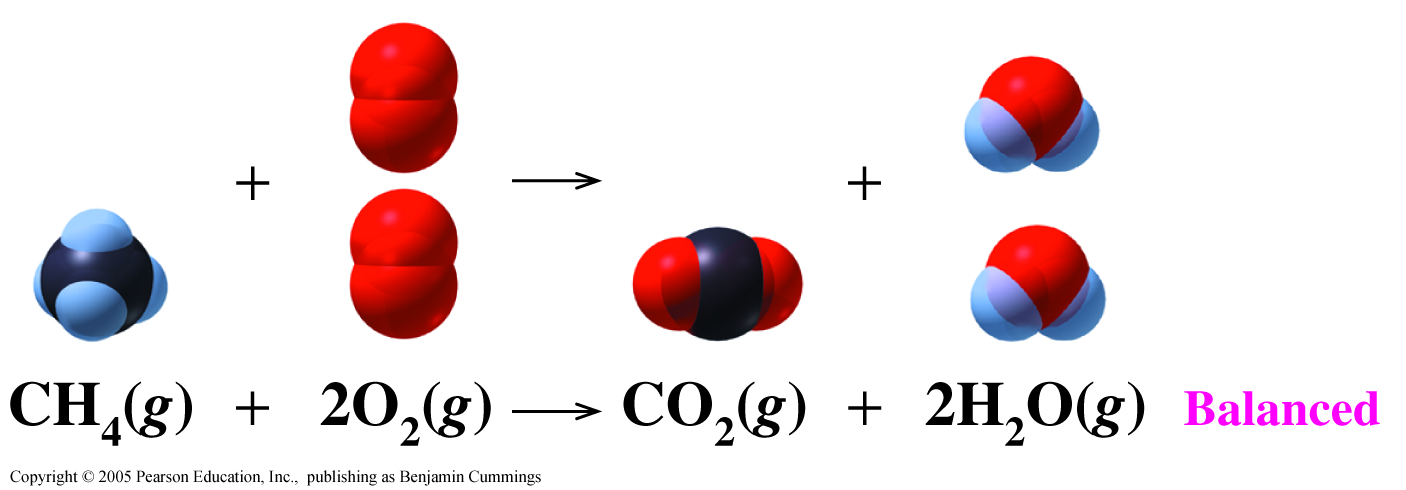 + → +
CH₄(g) + 2O₂(g) → CO₂(g) + 2H₂O(g) Balanced
Copyright © 2005 Pearson Education, Inc., publishing as Benjamin Cummings